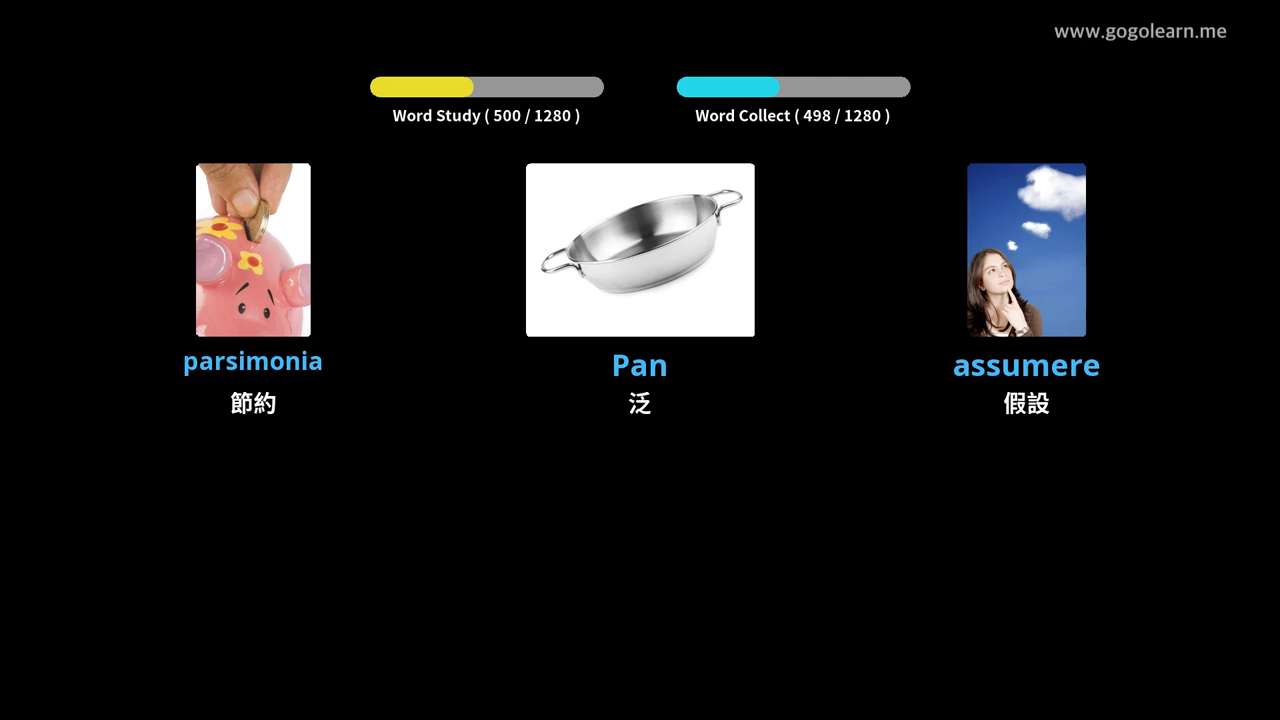 www.gogolearn.me
Word Study ( 500 / 1280 )
Word Collect ( 498 / 1280 )
parsimonia
Pan
assumere
節約
泛
假設